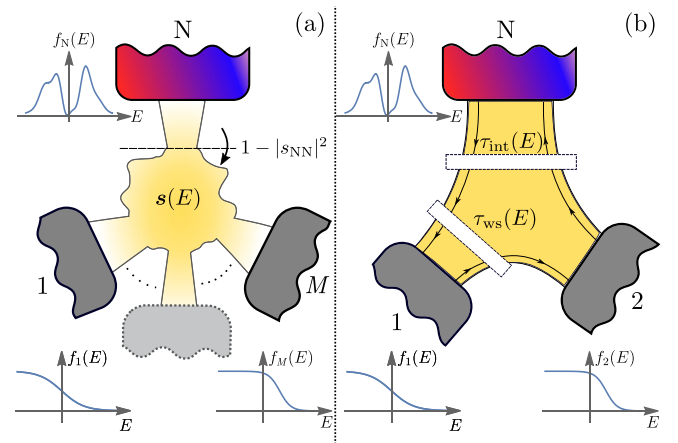 (a)
N
f_N(E)
E
1 − |s_NN|²
s(E)
1
M
f_1(E)
E
f_M(E)
E
(b)
N
f_N(E)
E
τ_int(E)
τ_ws(E)
1
2
f_1(E)
E
f_2(E)
E